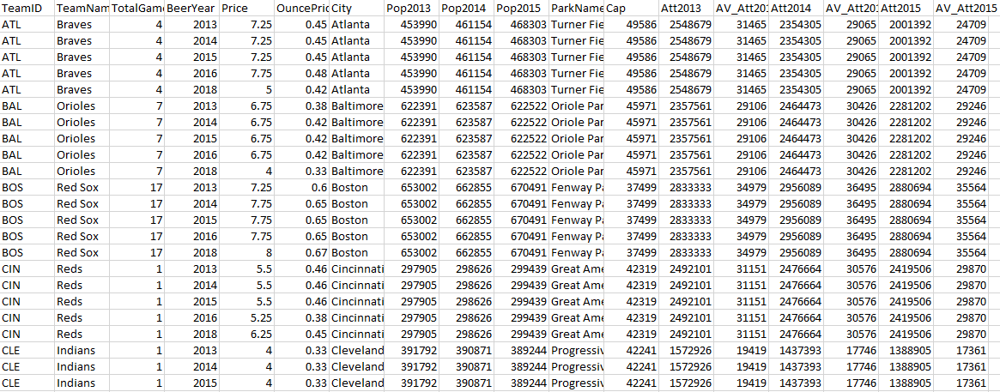 TeamID TeamNam TotalGame BeerYear Price OuncePric City Pop2013 Pop2014 Pop2015 ParkName Cap Att2013 AV_Att201 Att2014 AV_Att201 Att2015 AV_Att2015
ATL Braves 4 2013 7.25 0.45 Atlanta 453990 461154 468303 Turner Fie 49586 2548679 31465 2354305 29065 2001392 24709
ATL Braves 4 2014 7.25 0.45 Atlanta 453990 461154 468303 Turner Fie 49586 2548679 31465 2354305 29065 2001392 24709
ATL Braves 4 2015 7.25 0.45 Atlanta 453990 461154 468303 Turner Fie 49586 2548679 31465 2354305 29065 2001392 24709
ATL Braves 4 2016 7.75 0.48 Atlanta 453990 461154 468303 Turner Fie 49586 2548679 31465 2354305 29065 2001392 24709
ATL Braves 4 2018 5 0.42 Atlanta 453990 461154 468303 Turner Fie 49586 2548679 31465 2354305 29065 2001392 24709
BAL Orioles 7 2013 6.75 0.38 Baltimore 622391 623587 622522 Oriole Par 45971 2357561 29106 2464473 30426 2281202 29246
BAL Orioles 7 2014 6.75 0.42 Baltimore 622391 623587 622522 Oriole Par 45971 2357561 29106 2464473 30426 2281202 29246
BAL Orioles 7 2015 6.75 0.42 Baltimore 622391 623587 622522 Oriole Par 45971 2357561 29106 2464473 30426 2281202 29246
BAL Orioles 7 2016 6.75 0.42 Baltimore 622391 623587 622522 Oriole Par 45971 2357561 29106 2464473 30426 2281202 29246
BAL Orioles 7 2018 4 0.33 Baltimore 622391 623587 622522 Oriole Par 45971 2357561 29106 2464473 30426 2281202 29246
BOS Red Sox 17 2013 7.25 0.6 Boston 653002 662855 670491 Fenway Pa 37499 2833333 34979 2956089 36495 2880694 35564
BOS Red Sox 17 2014 7.75 0.65 Boston 653002 662855 670491 Fenway Pa 37499 2833333 34979 2956089 36495 2880694 35564
BOS Red Sox 17 2015 7.75 0.65 Boston 653002 662855 670491 Fenway Pa 37499 2833333 34979 2956089 36495 2880694 35564
BOS Red Sox 17 2016 7.75 0.65 Boston 653002 662855 670491 Fenway Pa 37499 2833333 34979 2956089 36495 2880694 35564
BOS Red Sox 17 2018 8 0.67 Boston 653002 662855 670491 Fenway Pa 37499 2833333 34979 2956089 36495 2880694 35564
CIN Reds 1 2013 5.5 0.46 Cincinnati 297905 298626 299439 Great Ame 42319 2492101 31151 2476664 30576 2419506 29870
CIN Reds 1 2014 5.5 0.46 Cincinnati 297905 298626 299439 Great Ame 42319 2492101 31151 2476664 30576 2419506 29870
CIN Reds 1 2015 5.5 0.46 Cincinnati 297905 298626 299439 Great Ame 42319 2492101 31151 2476664 30576 2419506 29870
CIN Reds 1 2016 5.25 0.38 Cincinnati 297905 298626 299439 Great Ame 42319 2492101 31151 2476664 30576 2419506 29870
CIN Reds 1 2018 6.25 0.45 Cincinnati 297905 298626 299439 Great Ame 42319 2492101 31151 2476664 30576 2419506 29870
CLE Indians 1 2013 4 0.33 Cleveland 391792 390871 389244 Progressiv 42241 1572926 19419 1437393 17746 1388905 17361
CLE Indians 1 2014 4 0.33 Cleveland 391792 390871 389244 Progressiv 42241 1572926 19419 1437393 17746 1388905 17361
CLE Indians 1 2015 4 0.33 Cleveland 391792 390871 389244 Progressiv 42241 1572926 19419 1437393 17746 1388905 17361